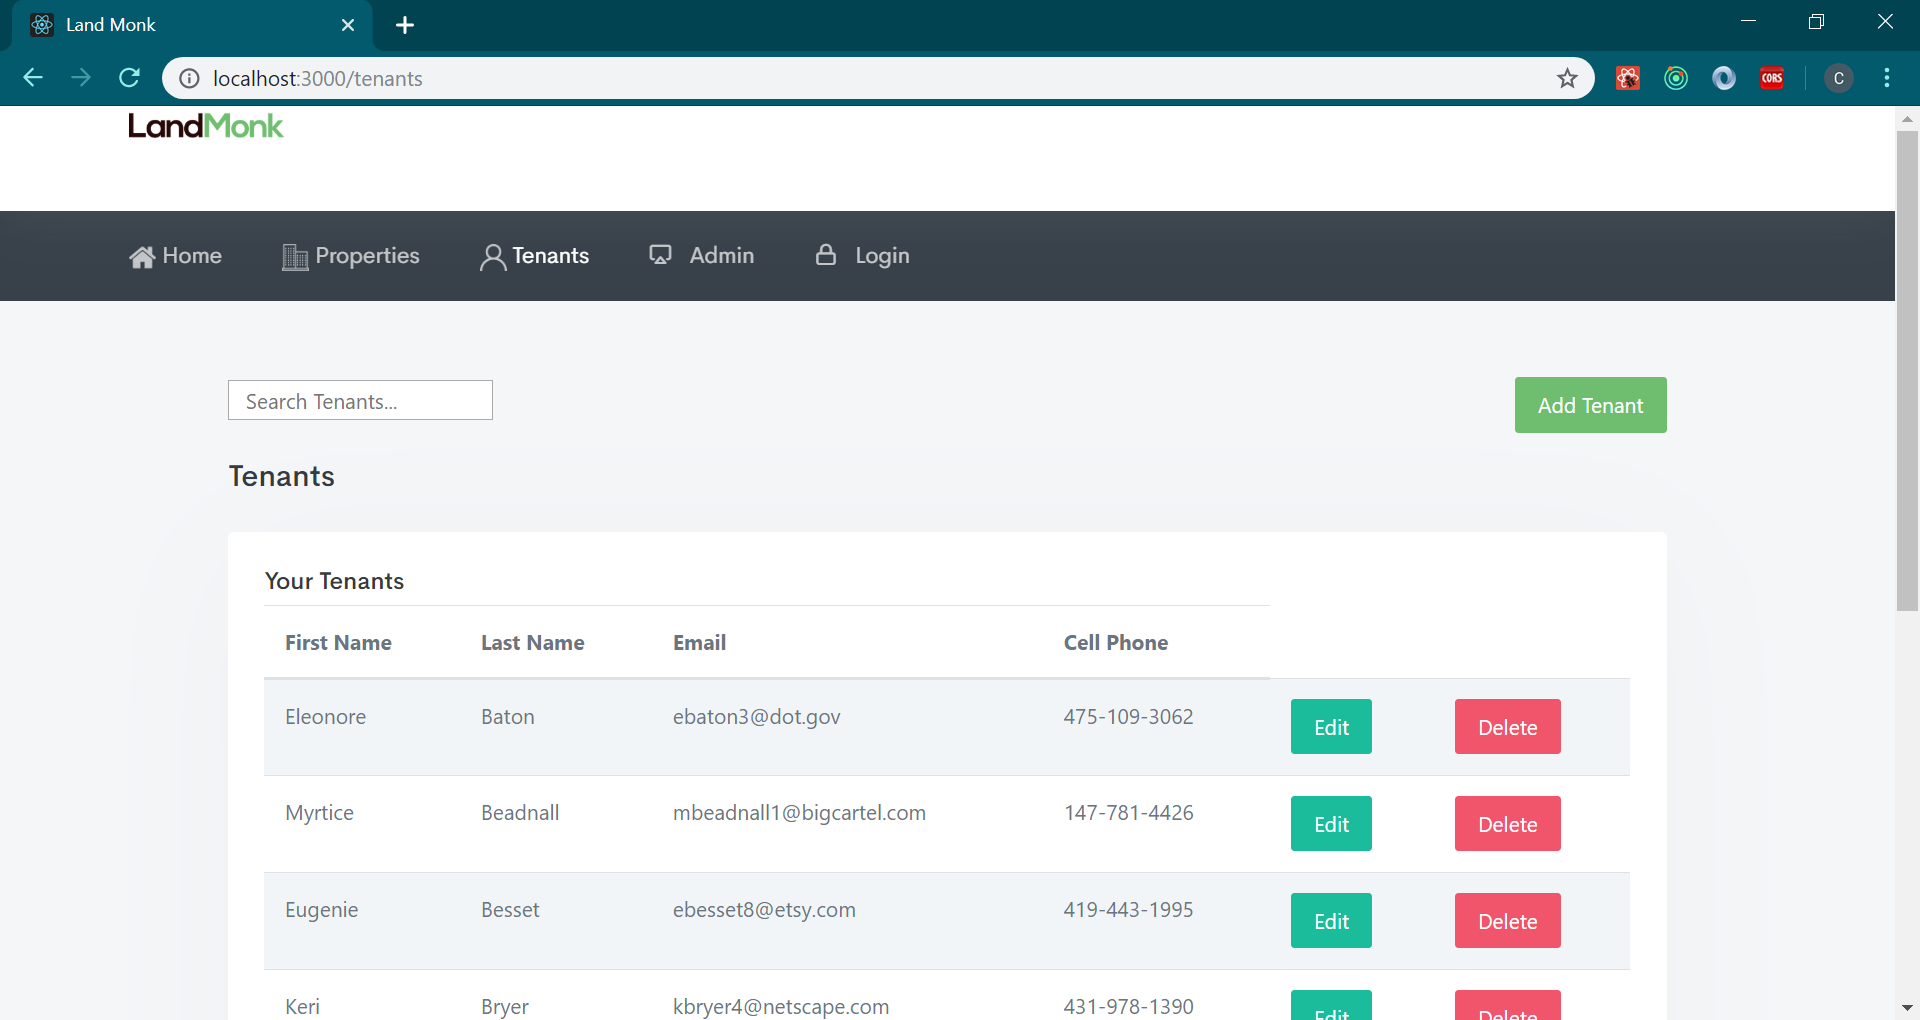 Land Monk
localhost:3000/tenants
CORS
C
LandMonk
Home Properties Tenants Admin Login
Search Tenants...
Add Tenant
Tenants
Your Tenants
First Name Last Name Email Cell Phone
Eleonore Baton ebaton3@dot.gov 475-109-3062 Edit Delete
Myrtice Beadnall mbeadnall1@bigcartel.com 147-781-4426 Edit Delete
Eugenie Besset ebesset8@etsy.com 419-443-1995 Edit Delete
Keri Bryer kbryer4@netscape.com 431-978-1390 Edit Delete